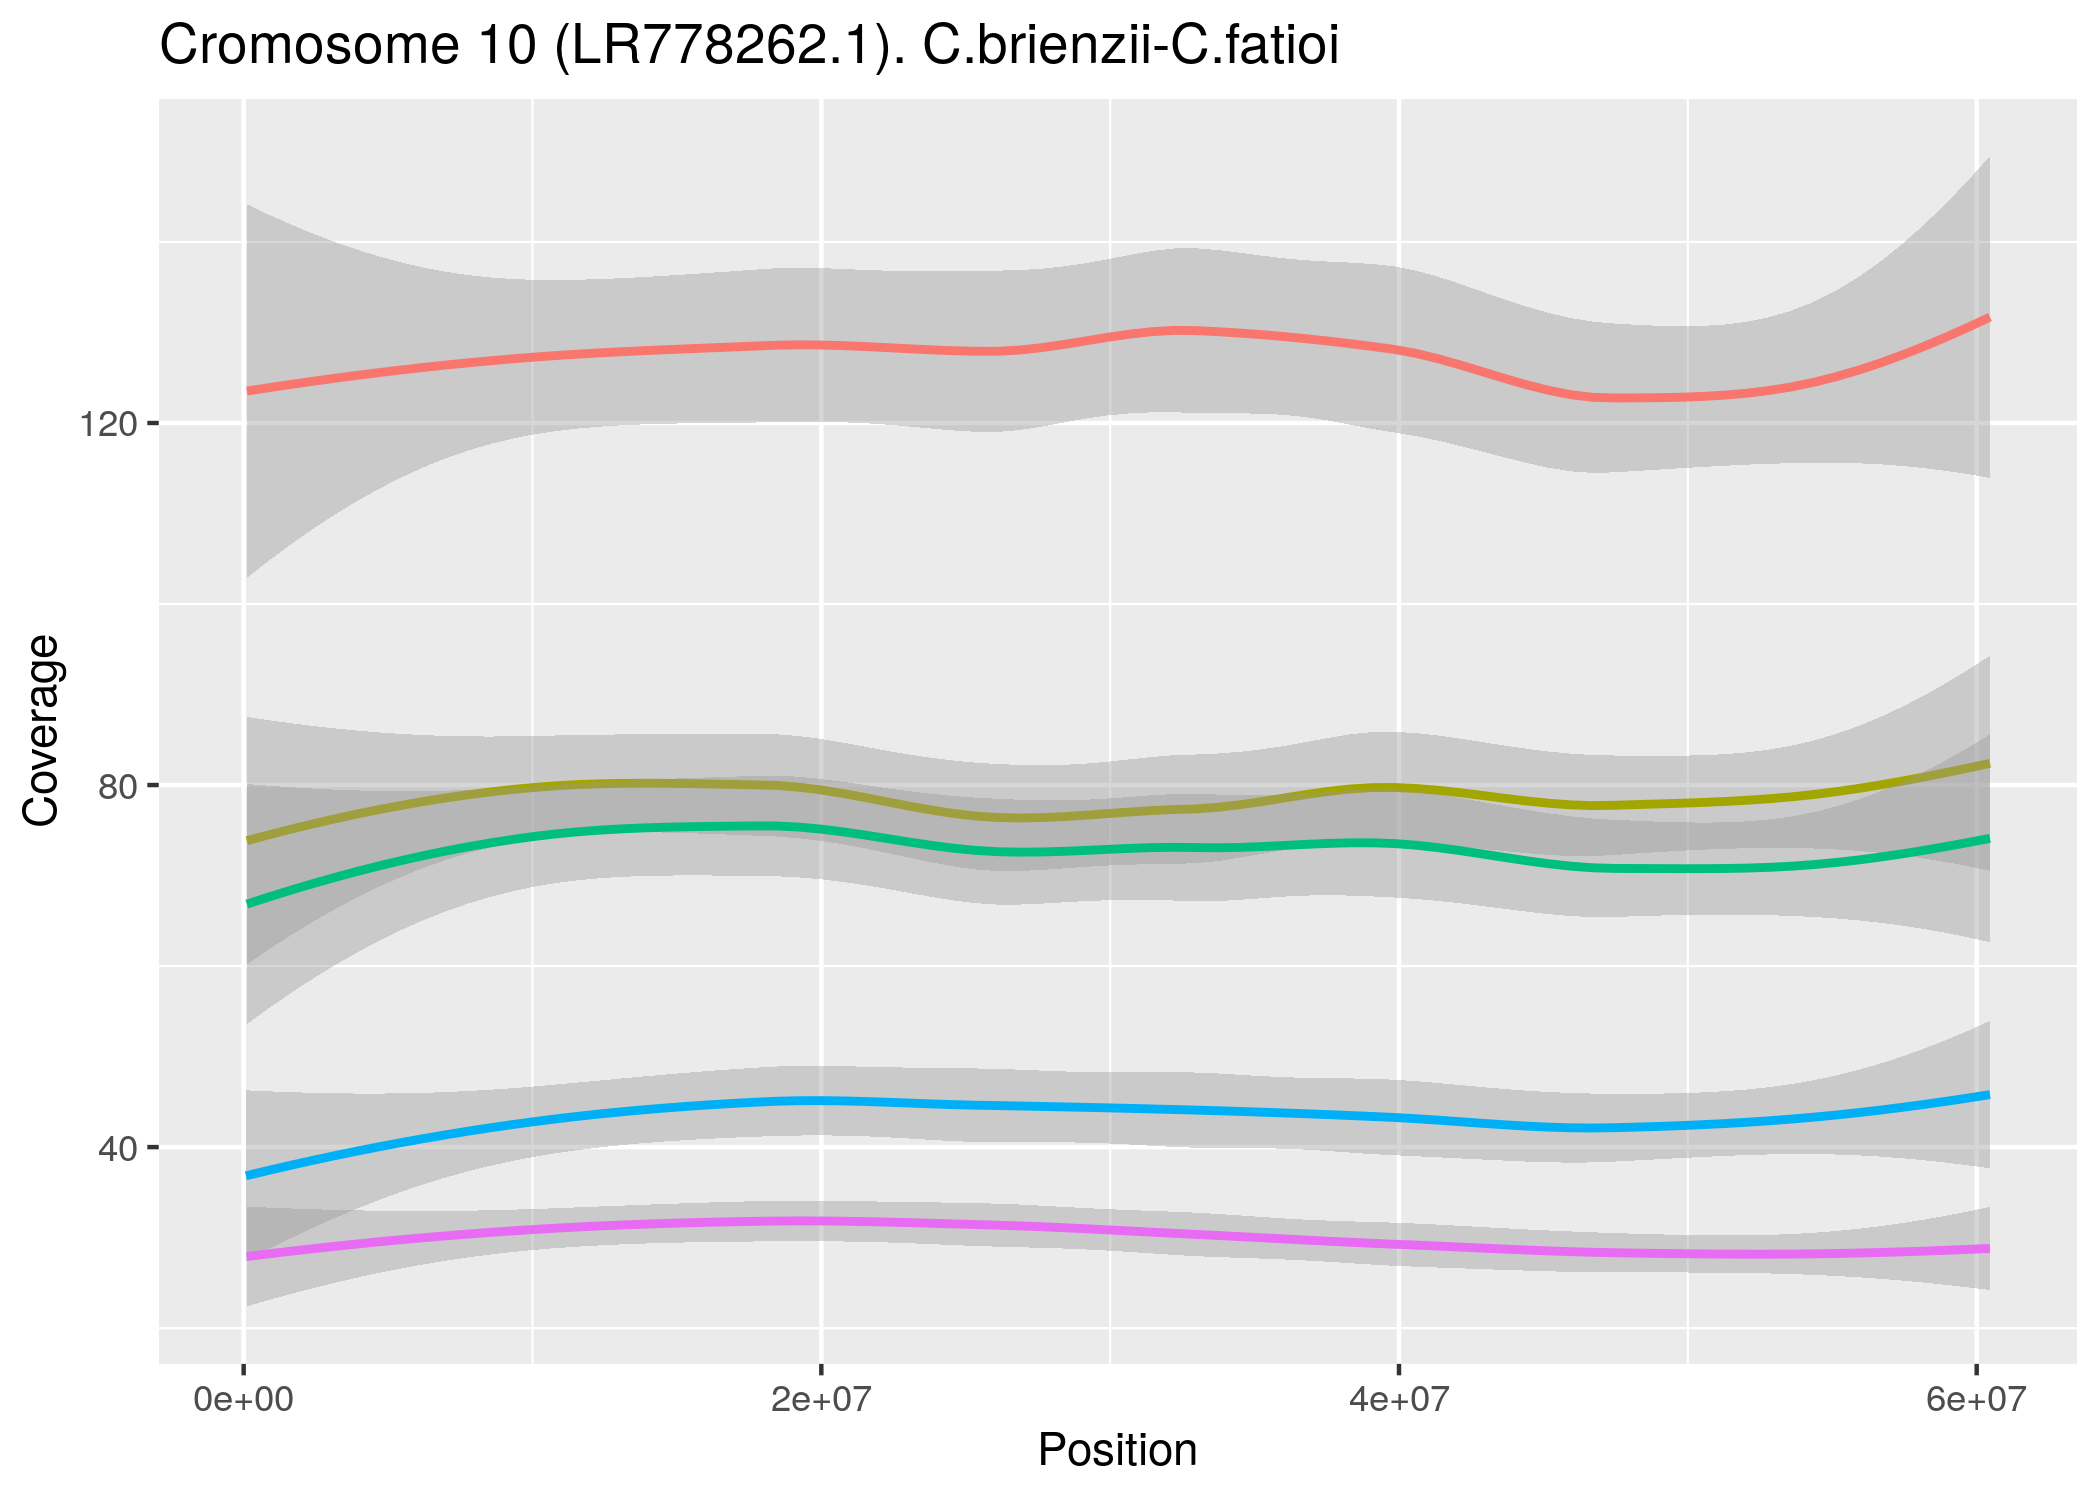 Cromosome 10 (LR778262.1). C.brienzii-C.fatioi
120
80
40
Coverage
0e+00 2e+07 4e+07 6e+07
Position